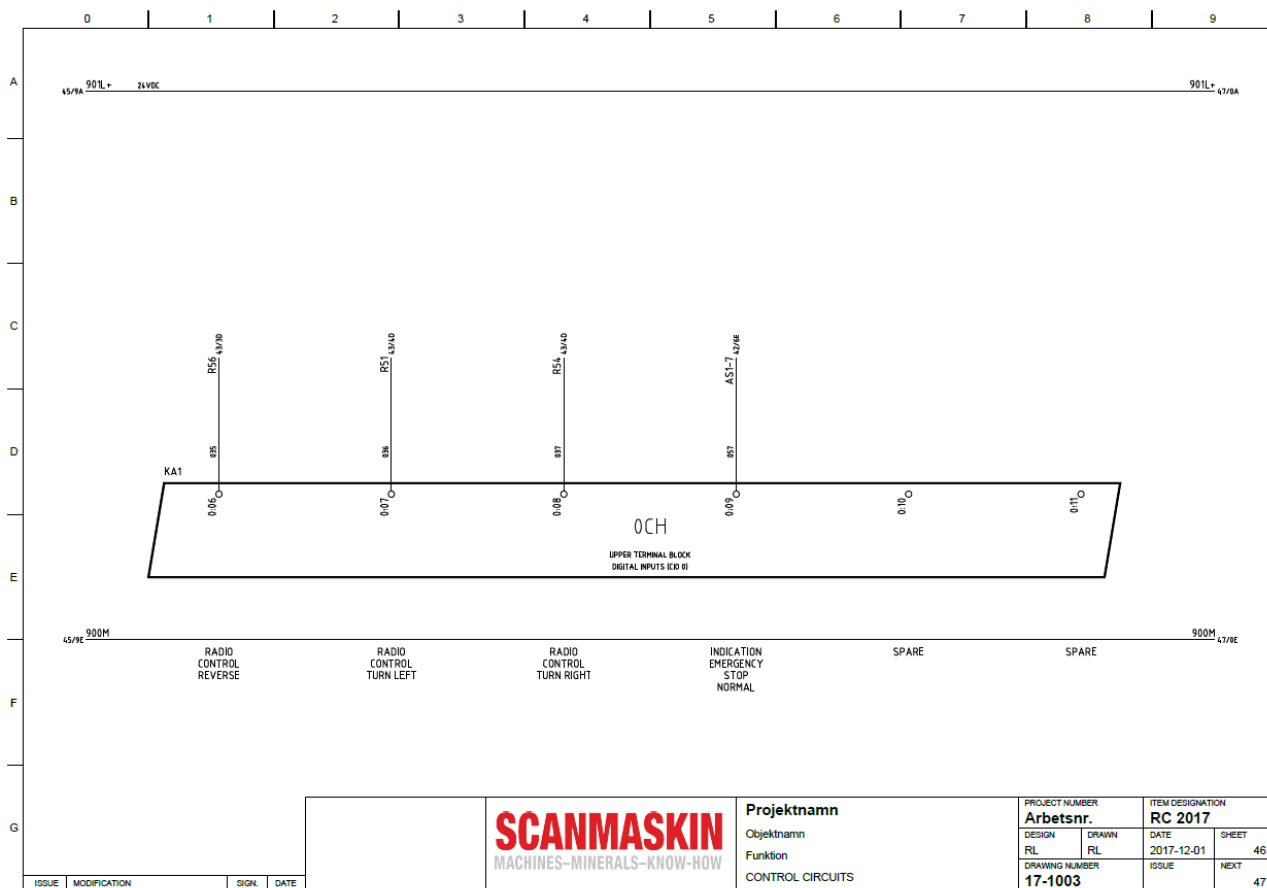 0 1 2 3 4 5 6 7 8 9
A
45/9A 901L+ 24VDC 901L+ 47/0A
B
C
R56 43/3D R51 43/4D R54 43/4D AS1-7 42/6E
D
035 036 037 057
KA1
0:06 0:07 0:08 0:09 0:10 0:11
0CH
UPPER TERMINAL BLOCK
DIGITAL INPUTS (CIO 0)
E
45/9E 900M 900M 47/0E
RADIO
CONTROL
REVERSE
RADIO
CONTROL
TURN LEFT
RADIO
CONTROL
TURN RIGHT
INDICATION
EMERGENCY
STOP
NORMAL
SPARE
SPARE
F
G
ISSUE MODIFICATION SIGN. DATE
SCANMASKIN
MACHINES–MINERALS–KNOW-HOW
Projektnamn
Objektnamn
Funktion
CONTROL CIRCUITS
PROJECT NUMBER
Arbetsnr.
ITEM DESIGNATION
RC 2017
DESIGN DRAWN DATE SHEET
RL RL 2017-12-01 46
DRAWING NUMBER ISSUE NEXT
17-1003 47